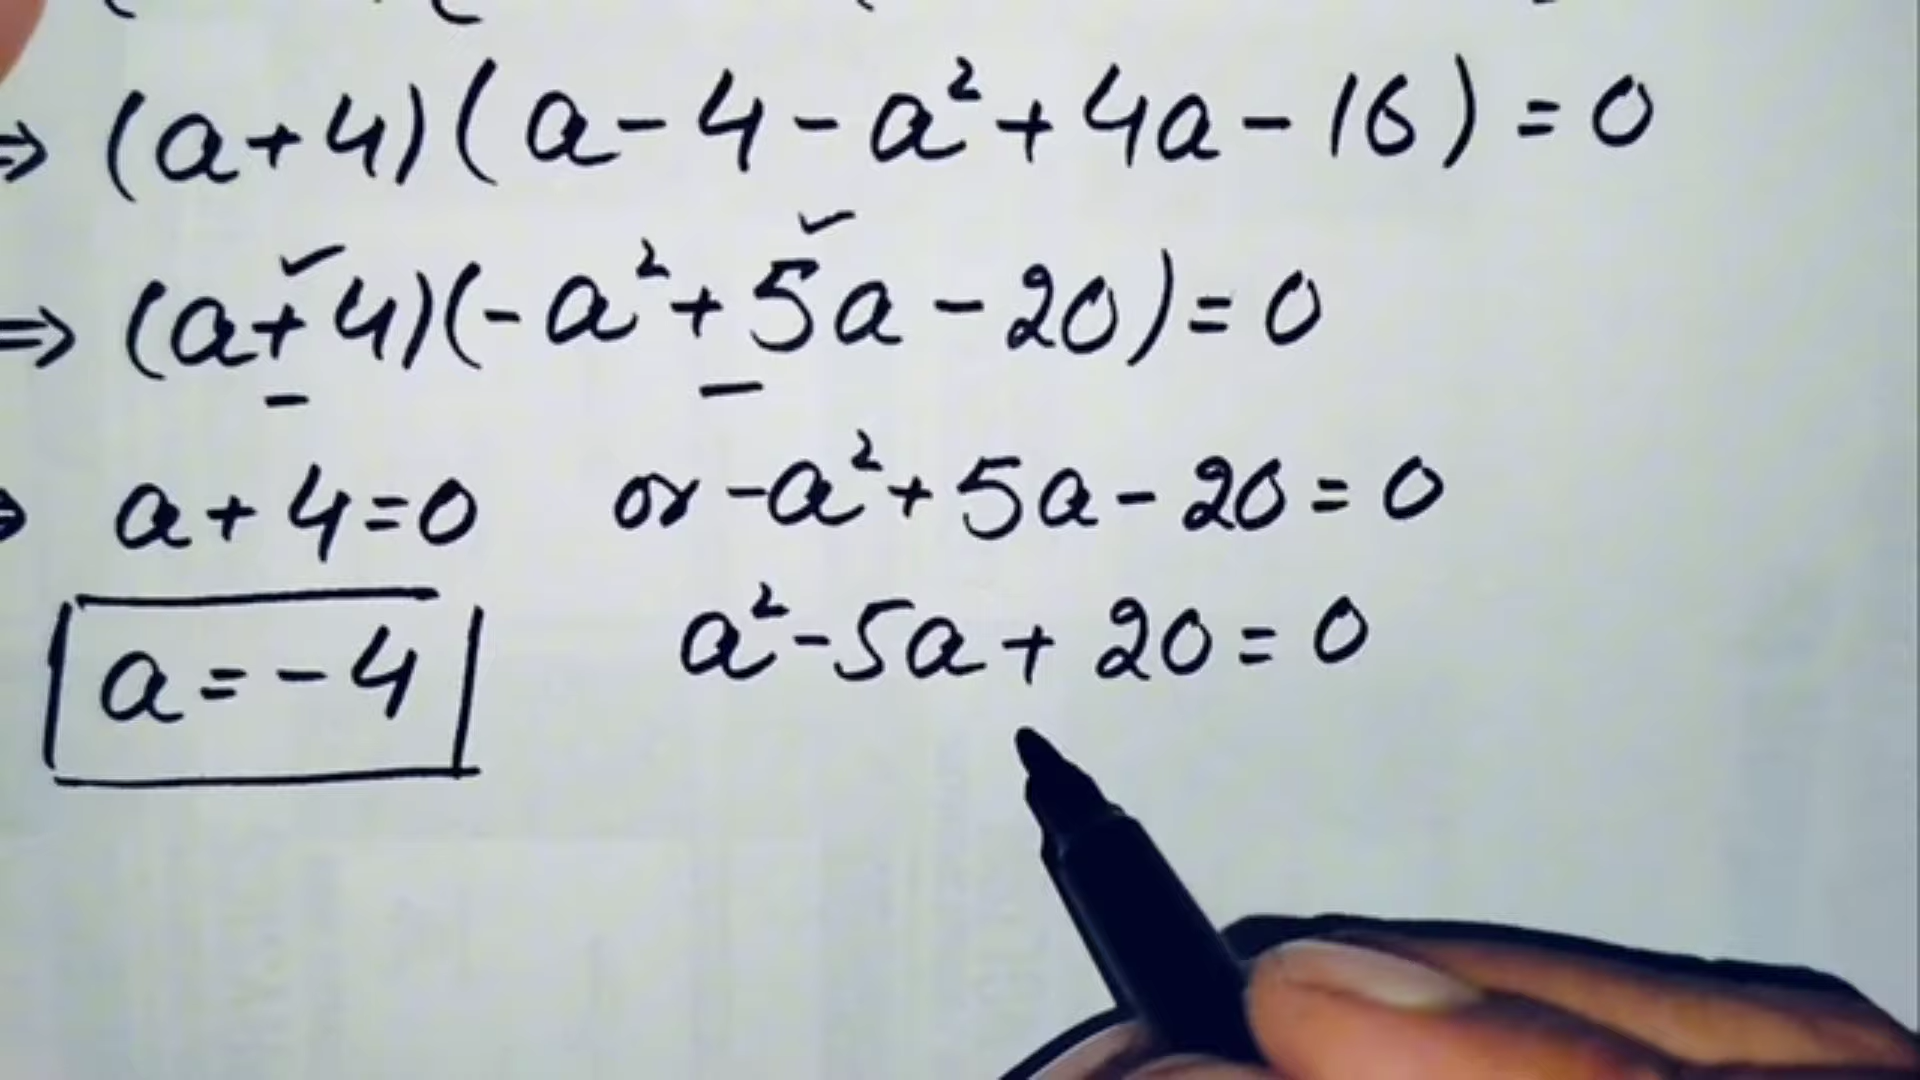 ⇒ (a+4)(a-4-a²+4a-16)=0
⇒ (a+4)(-a²+5a-20)=0
⇒ a+4=0 or -a²+5a-20=0
a=-4 a²-5a+20=0